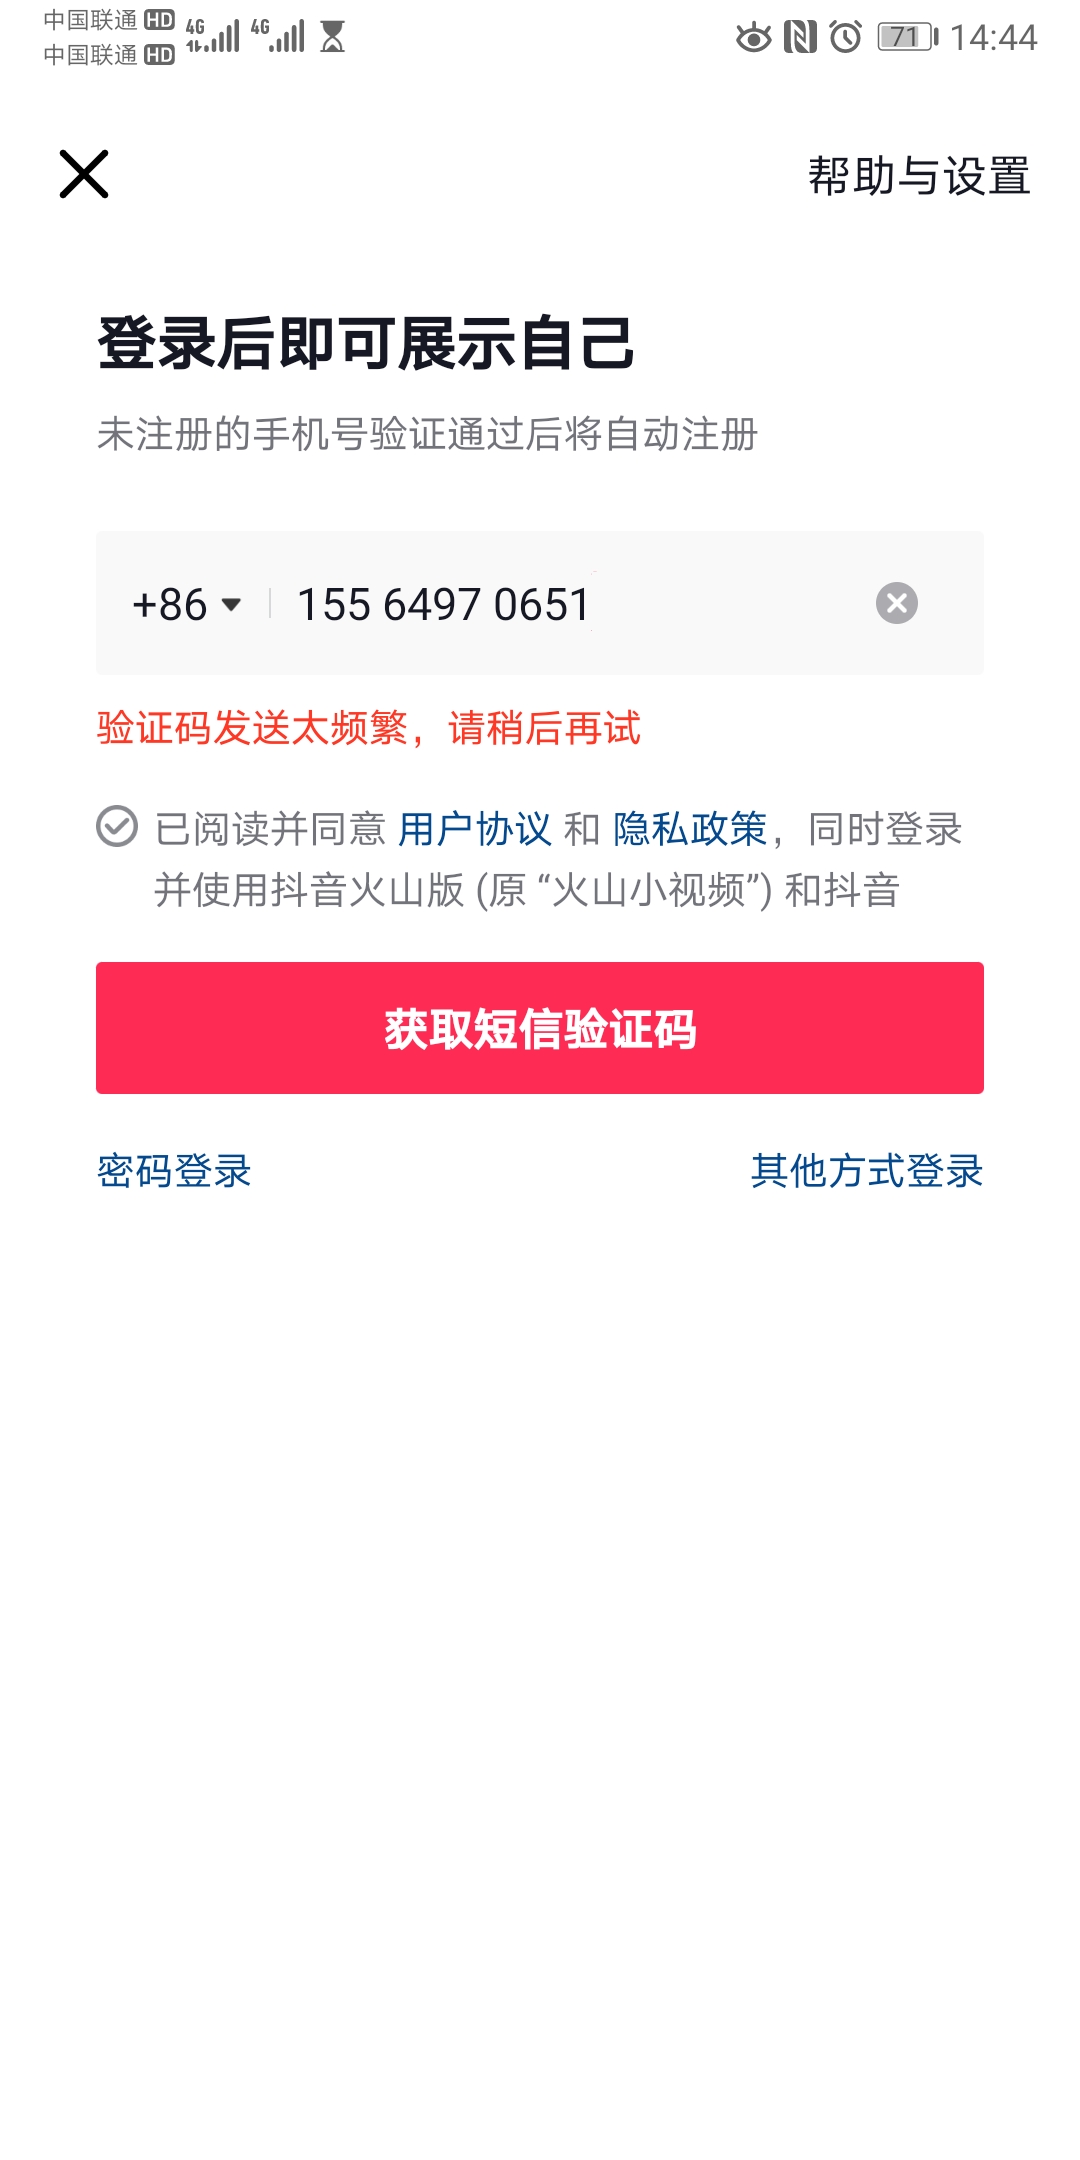 中国联通 HD 4G 4G
中国联通 HD
71 14:44
帮助与设置
登录后即可展示自己
未注册的手机号验证通过后将自动注册
+86 155 6497 0651
验证码发送太频繁，请稍后再试
已阅读并同意 用户协议 和 隐私政策，同时登录
并使用抖音火山版 (原 “火山小视频”) 和抖音
获取短信验证码
密码登录 其他方式登录